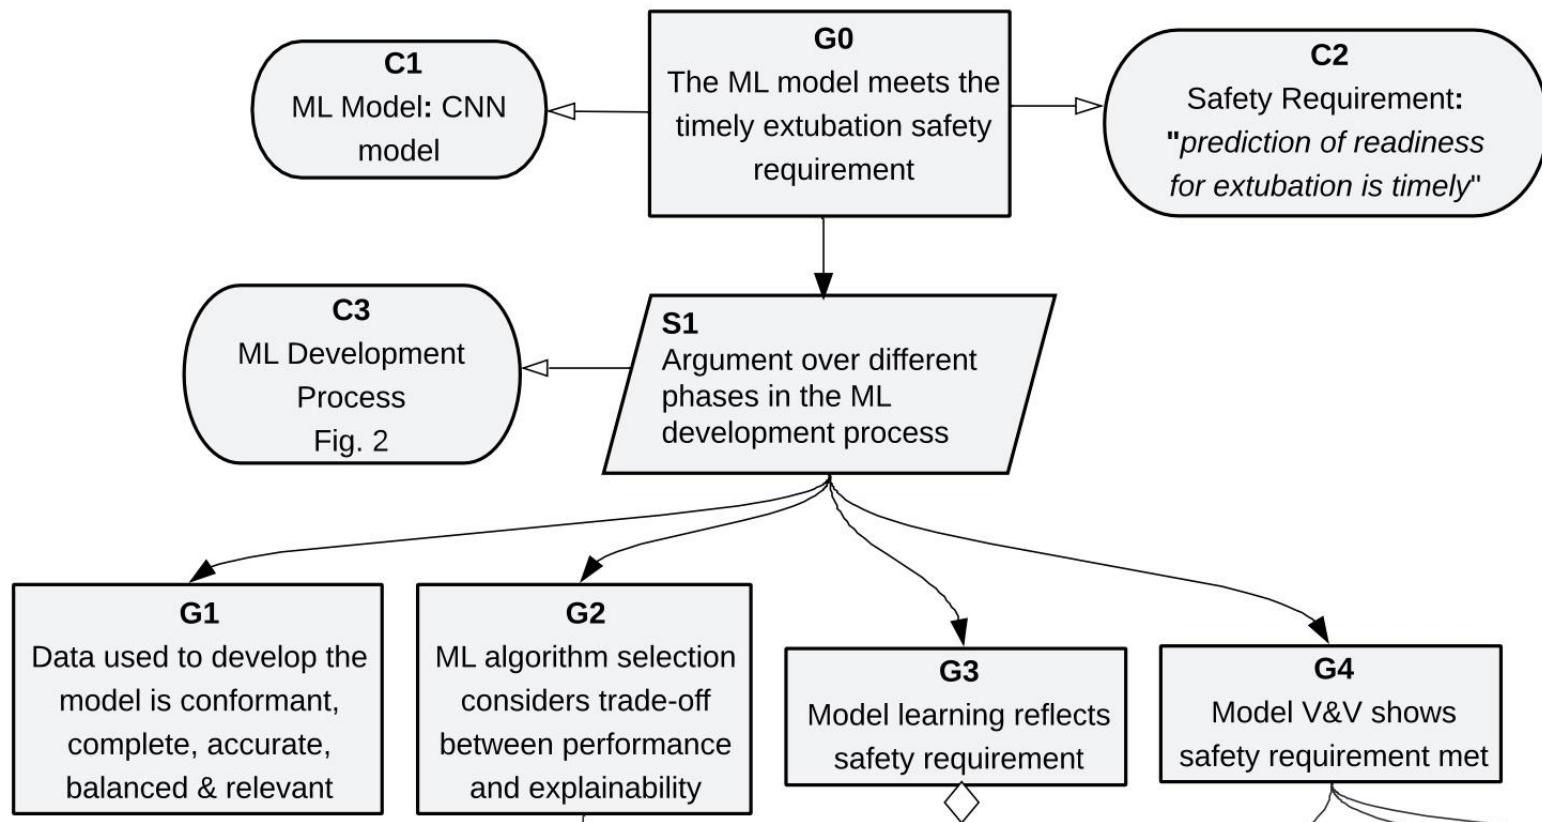 C1
ML Model: CNN
model
G0
The ML model meets the
timely extubation safety
requirement
C2
Safety Requirement:
"prediction of readiness
for extubation is timely"
C3
ML Development
Process
Fig. 2
S1
Argument over different
phases in the ML
development process
G1
Data used to develop the
model is conformant,
complete, accurate,
balanced & relevant
G2
ML algorithm selection
considers trade-off
between performance
and explainability
G3
Model learning reflects
safety requirement
G4
Model V&V shows
safety requirement met